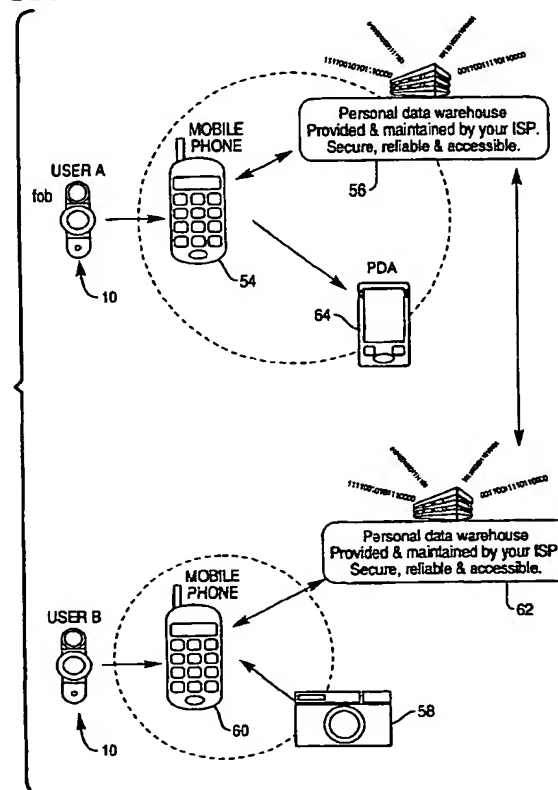 Personal data warehouse
Provided & maintained by your ISP.
Secure, reliable & accessible.
MOBILE
PHONE
USER A
fob
56
PDA
10
54
64
Personal data warehouse
Provided & maintained by your ISP
Secure, reliable & accessible.
MOBILE
PHONE
62
USER B
58
10
60